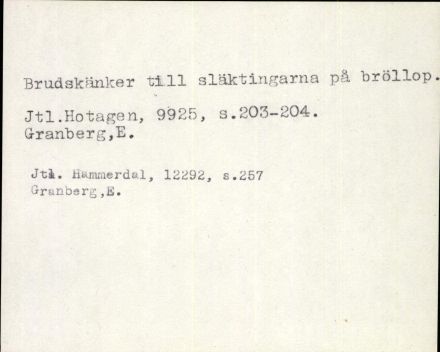 Brudskänker till släktingarna på bröllop.
Jtl.Hotagen, 9925, s.203-204.
Granberg,E.
Jtl. Hammerdal, 12292, s.257
Granberg,E.